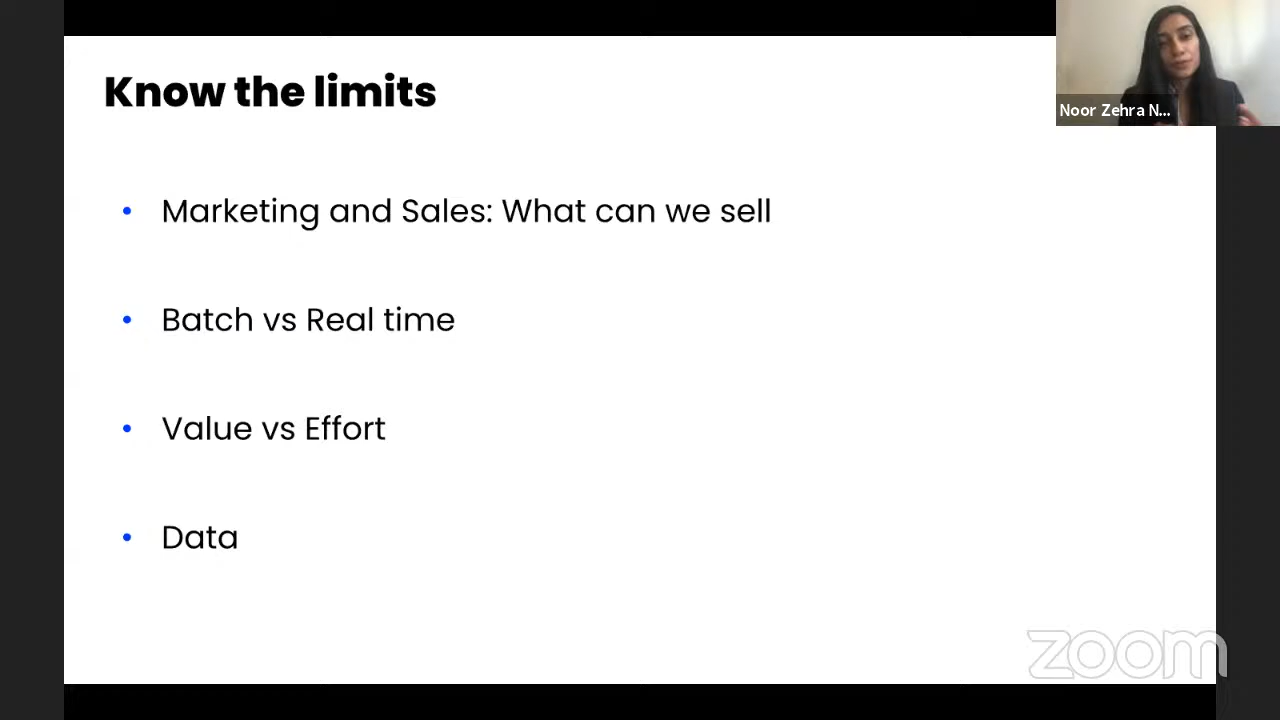 Know the limits
Noor Zehra N...
• Marketing and Sales: What can we sell
• Batch vs Real time
• Value vs Effort
• Data
zoom